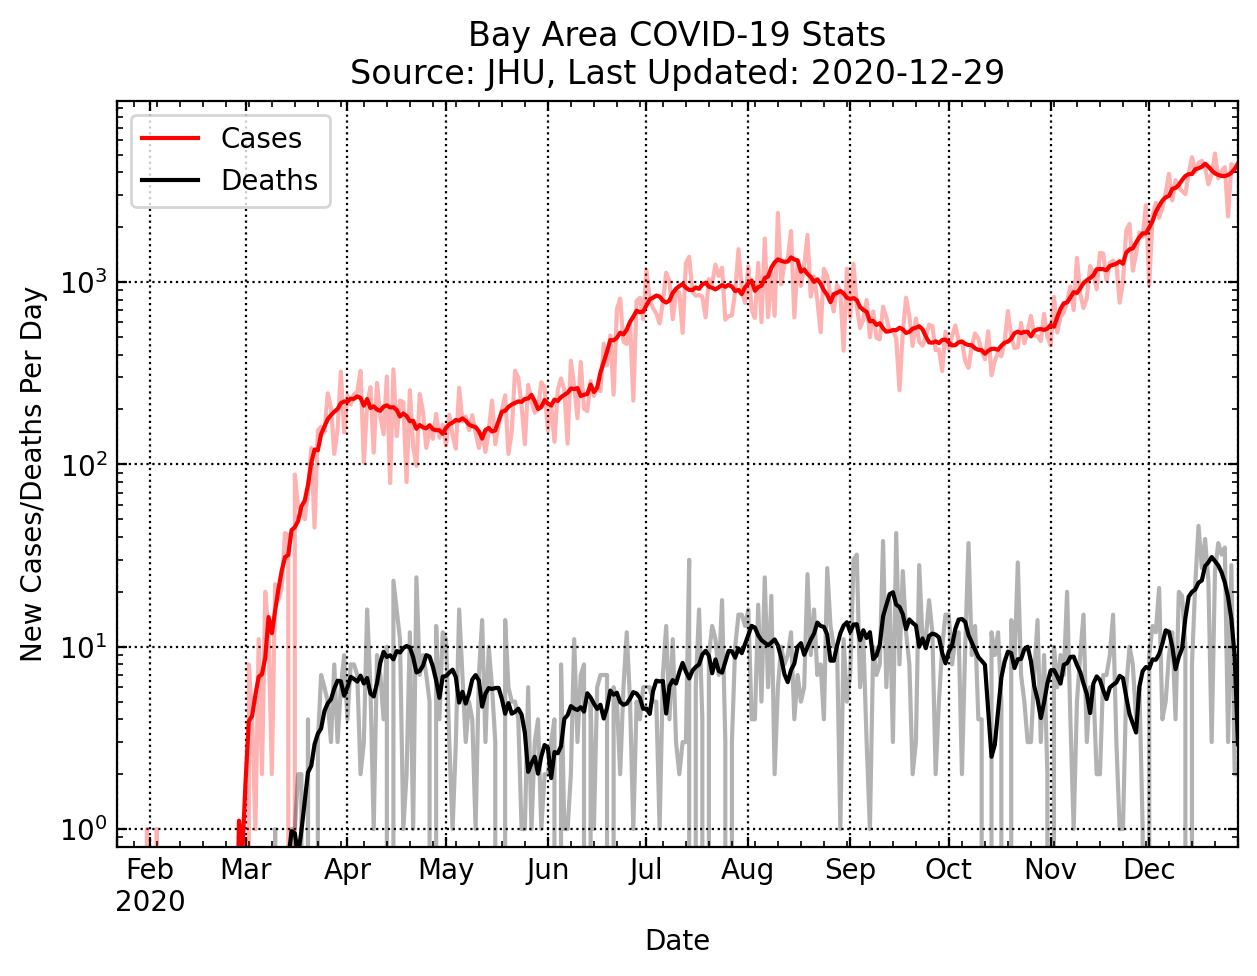 Bay Area COVID-19 Stats
Source: JHU, Last Updated: 2020-12-29
Cases
Deaths
New Cases/Deaths Per Day
10³
10²
10¹
10⁰
Feb Mar Apr May Jun Jul Aug Sep Oct Nov Dec
2020
Date